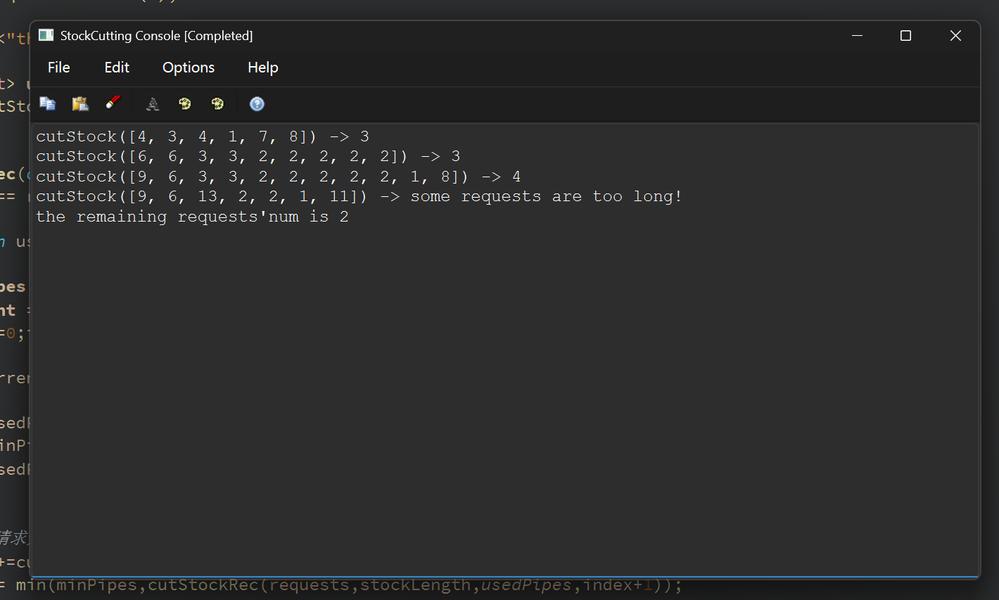 StockCutting Console [Completed]
File Edit Options Help
cutStock([4, 3, 4, 1, 7, 8]) -> 3
cutStock([6, 6, 3, 3, 2, 2, 2, 2, 2]) -> 3
cutStock([9, 6, 3, 3, 2, 2, 2, 2, 2, 1, 8]) -> 4
cutStock([9, 6, 13, 2, 2, 1, 11]) -> some requests are too long!
the remaining requests'num is 2
= min(minPipes,cutStockRec(requests,stockLength,usedPipes,index+1));